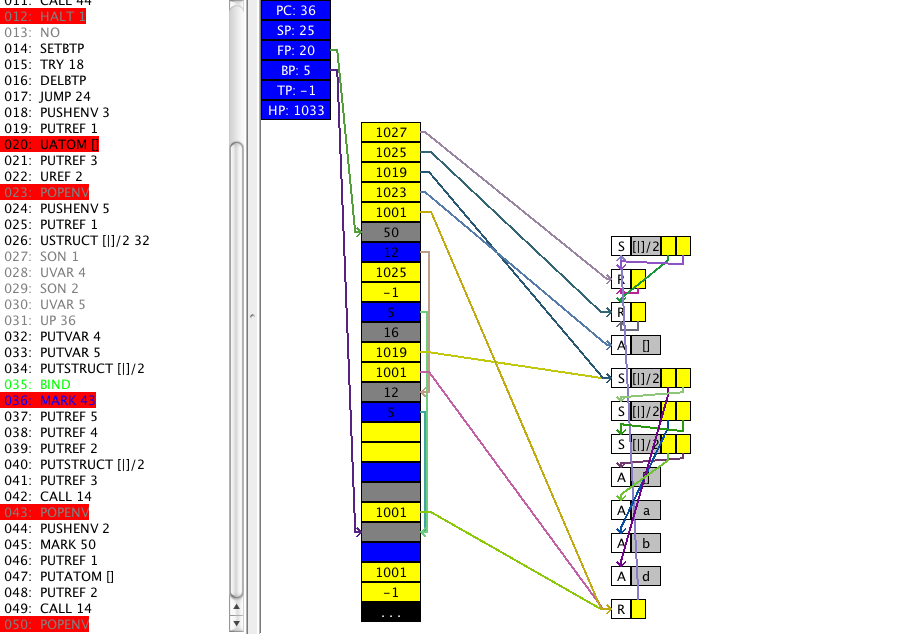 011: CALL 44
012: HALT 1
013: NO
014: SETBTP
015: TRY 18
016: DELBTP
017: JUMP 24
018: PUSHENV 3
019: PUTREF 1
020: UATOM []
021: PUTREF 3
022: UREF 2
023: POPENV
024: PUSHENV 5
025: PUTREF 1
026: USTRUCT [|]/2 32
027: SON 1
028: UVAR 4
029: SON 2
030: UVAR 5
031: UP 36
032: PUTVAR 4
033: PUTVAR 5
034: PUTSTRUCT [|]/2
035: BIND
036: MARK 43
037: PUTREF 5
038: PUTREF 4
039: PUTREF 2
040: PUTSTRUCT [|]/2
041: PUTREF 3
042: CALL 14
043: POPENV
044: PUSHENV 2
045: MARK 50
046: PUTREF 1
047: PUTATOM []
048: PUTREF 2
049: CALL 14
050: POPENV
PC: 36
SP: 25
FP: 20
BP: 5
TP: -1
HP: 1033
1027
1025
1019
1023
1001
50
12
1025
-1
5
16
1019
1001
12
5
1001
1001
-1
...
S [|]/2
R
R
A []
S [|]/2
S [|]/2
S [|]/2
A []
A a
A b
A d
R